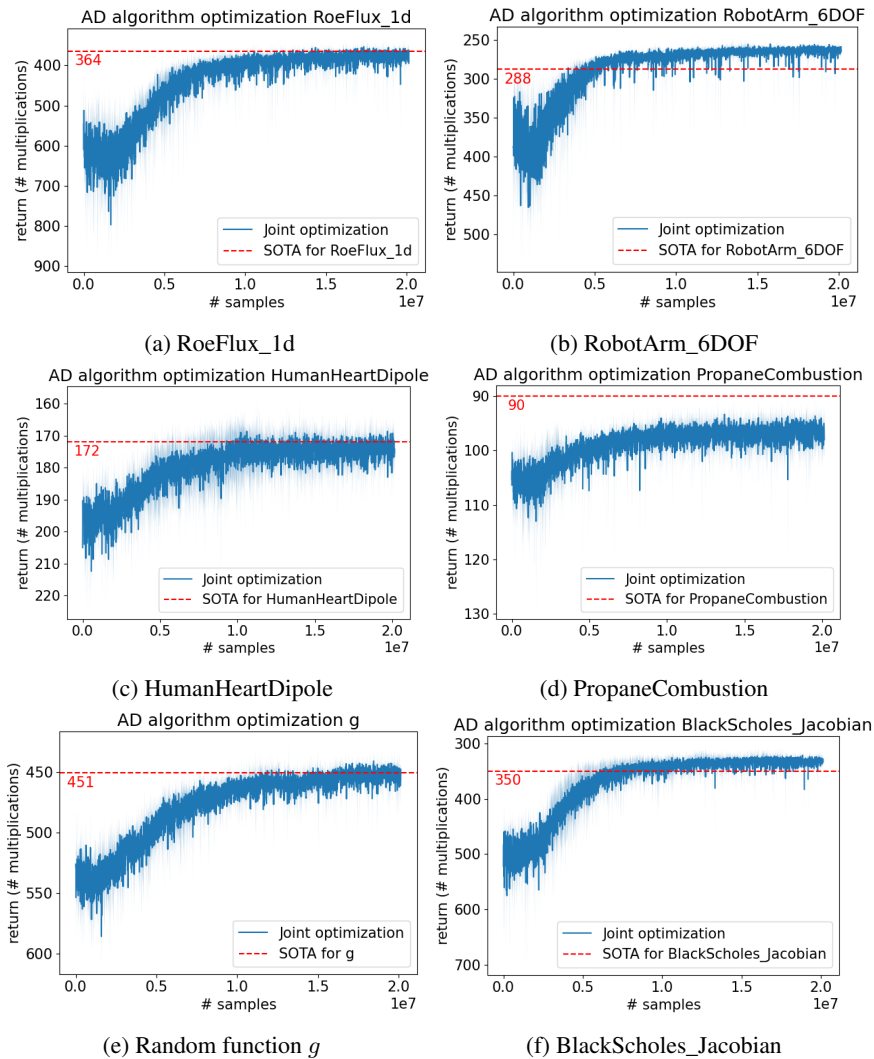 AD algorithm optimization RoeFlux_1d
return (# multiplications)
400
500
600
700
800
900
364
Joint optimization
SOTA for RoeFlux_1d
0.0
0.5
1.0
1.5
2.0
1e7
# samples
(a) RoeFlux_1d
AD algorithm optimization RobotArm_6DOF
return (# multiplications)
250
300
350
400
450
500
288
Joint optimization
SOTA for RobotArm_6DOF
0.0
0.5
1.0
1.5
2.0
1e7
# samples
(b) RobotArm_6DOF
AD algorithm optimization HumanHeartDipole
return (# multiplications)
160
170
180
190
200
210
220
172
Joint optimization
SOTA for HumanHeartDipole
0.0
0.5
1.0
1.5
2.0
1e7
# samples
(c) HumanHeartDipole
AD algorithm optimization PropaneCombustion
return (# multiplications)
90
100
110
120
130
90
Joint optimization
SOTA for PropaneCombustion
0.0
0.5
1.0
1.5
2.0
1e7
# samples
(d) PropaneCombustion
AD algorithm optimization g
return (# multiplications)
450
500
550
600
451
Joint optimization
SOTA for g
0.0
0.5
1.0
1.5
2.0
1e7
# samples
(e) Random function g
AD algorithm optimization BlackScholes_Jacobian
return (# multiplications)
300
400
500
600
700
350
Joint optimization
SOTA for BlackScholes_Jacobian
0.0
0.5
1.0
1.5
2.0
1e7
# samples
(f) BlackScholes_Jacobian